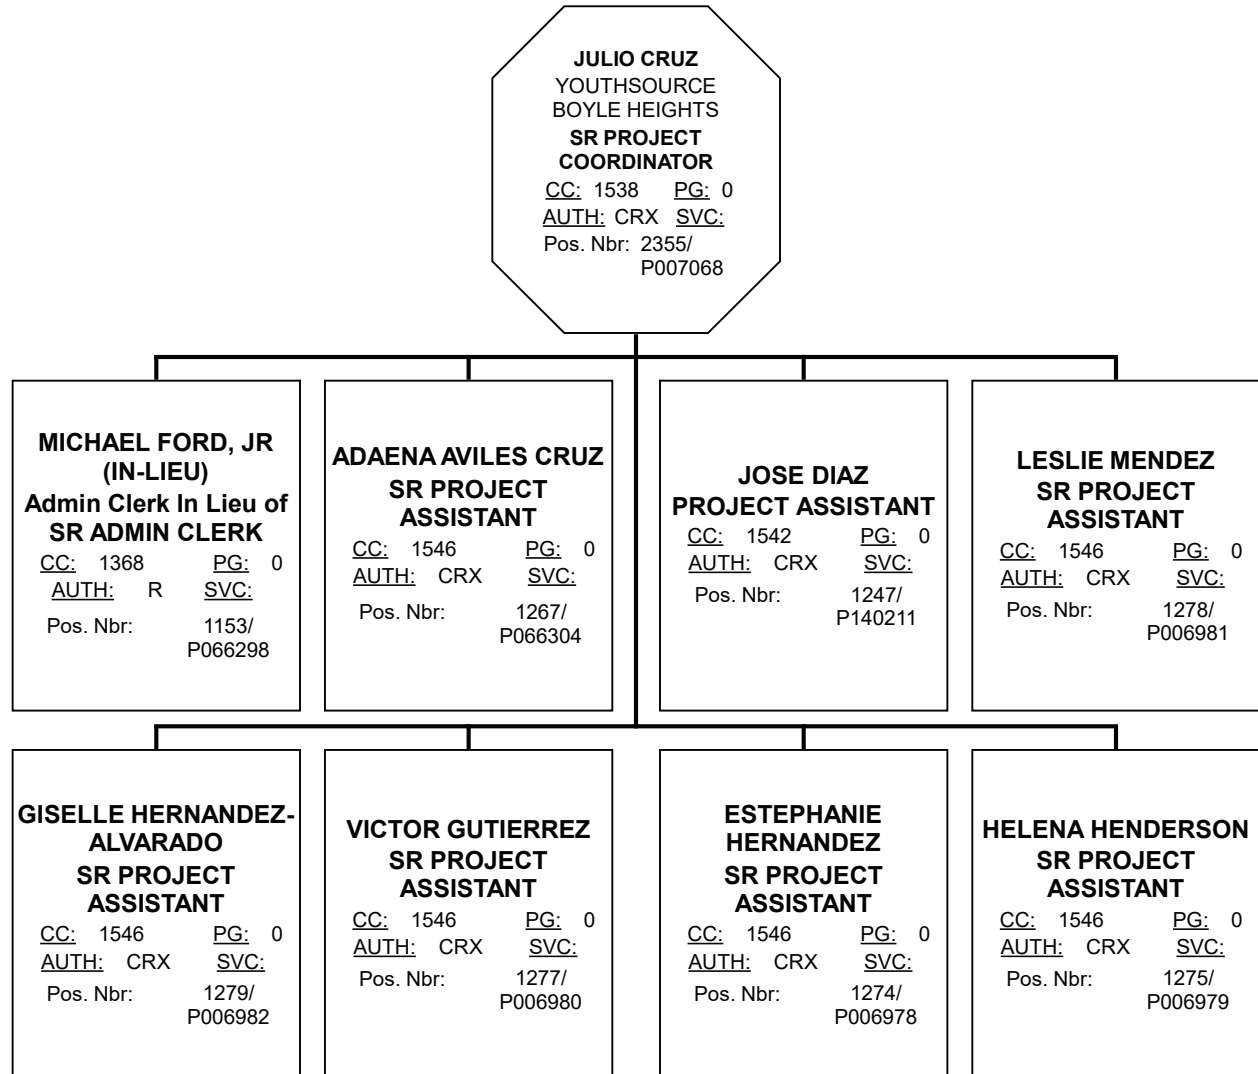 JULIO CRUZ
YOUTHSOURCE
BOYLE HEIGHTS
SR PROJECT
COORDINATOR
CC: 1538 PG: 0
AUTH: CRX SVC:
Pos. Nbr: 2355/
P007068
MICHAEL FORD, JR
(IN-LIEU)
Admin Clerk In Lieu of
SR ADMIN CLERK
CC: 1368 PG: 0
AUTH: R SVC:
Pos. Nbr: 1153/
P066298
ADAENA AVILES CRUZ
SR PROJECT
ASSISTANT
CC: 1546 PG: 0
AUTH: CRX SVC:
Pos. Nbr: 1267/
P066304
JOSE DIAZ
PROJECT ASSISTANT
CC: 1542 PG: 0
AUTH: CRX SVC:
Pos. Nbr: 1247/
P140211
LESLIE MENDEZ
SR PROJECT
ASSISTANT
CC: 1546 PG: 0
AUTH: CRX SVC:
Pos. Nbr: 1278/
P006981
GISELLE HERNANDEZ-
ALVARADO
SR PROJECT
ASSISTANT
CC: 1546 PG: 0
AUTH: CRX SVC:
Pos. Nbr: 1279/
P006982
VICTOR GUTIERREZ
SR PROJECT
ASSISTANT
CC: 1546 PG: 0
AUTH: CRX SVC:
Pos. Nbr: 1277/
P006980
ESTEPHANIE
HERNANDEZ
SR PROJECT
ASSISTANT
CC: 1546 PG: 0
AUTH: CRX SVC:
Pos. Nbr: 1274/
P006978
HELENA HENDERSON
SR PROJECT
ASSISTANT
CC: 1546 PG: 0
AUTH: CRX SVC:
Pos. Nbr: 1275/
P006979